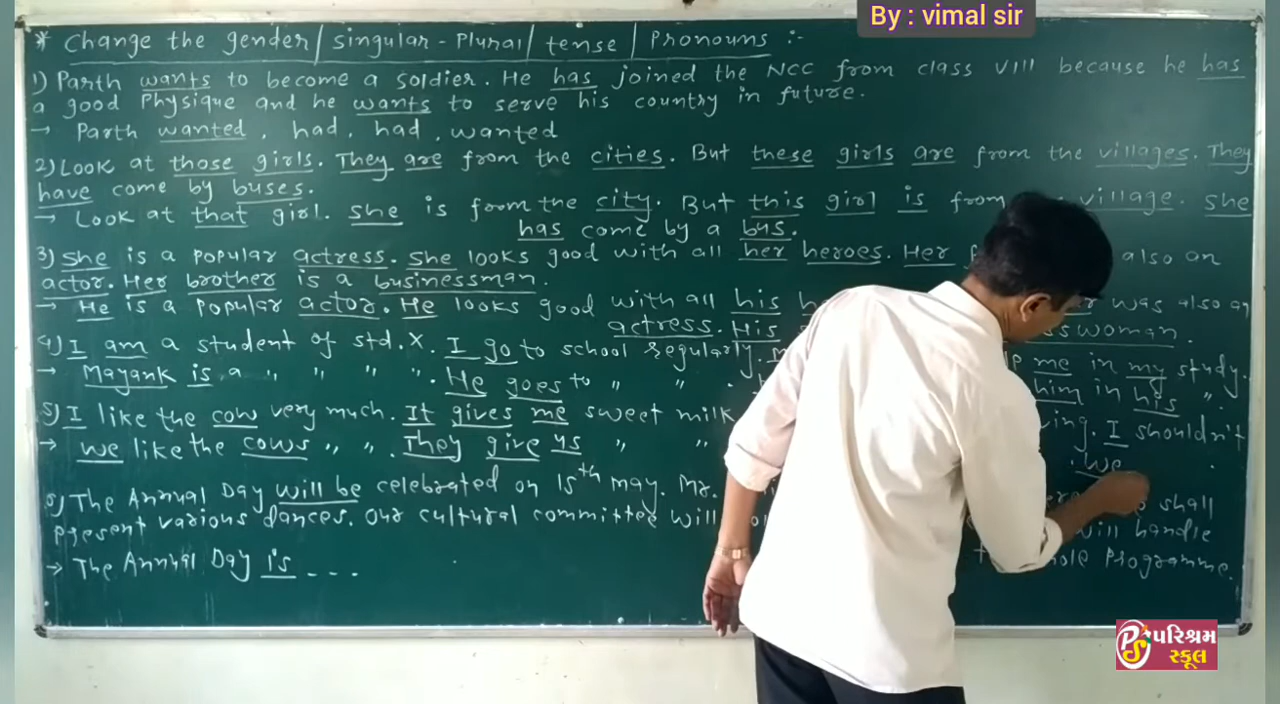 By : vimal sir
* Change the gender / singular - Plural / tense / Pronouns :-
1) Parth wants to become a soldier. He has joined the NCC from class VIII because he has
a good Physique and he wants to serve his country in future.
→ Parth wanted, had, had, wanted
2) Look at those girls. They are from the cities. But these girls are from the villages. They
have come by buses.
→ Look at that girl. she is from the city. But this girl is from village. she
has come by a bus.
3) She is a popular actress. She looks good with all her heroes. Her also an
actor. Her brother is a businessman.
→ He is a popular actor. He looks good with all his was also an
actress. His
4) I am a student of std. X. I go to school regularly. me in my study.
→ Mayank is a " " " ". He goes to " " . him in his ".
5) I like the cow very much. It gives me sweet milk I shouldn't
→ we like the cows " ". They give us " " . We
6) The Annual Day will be celebrated on 15th may. Mr. shall
present various dances. Our cultural committee will will handle
→ The Annual Day is - - - Programme.
પરિશ્રમ
સ્કૂલ